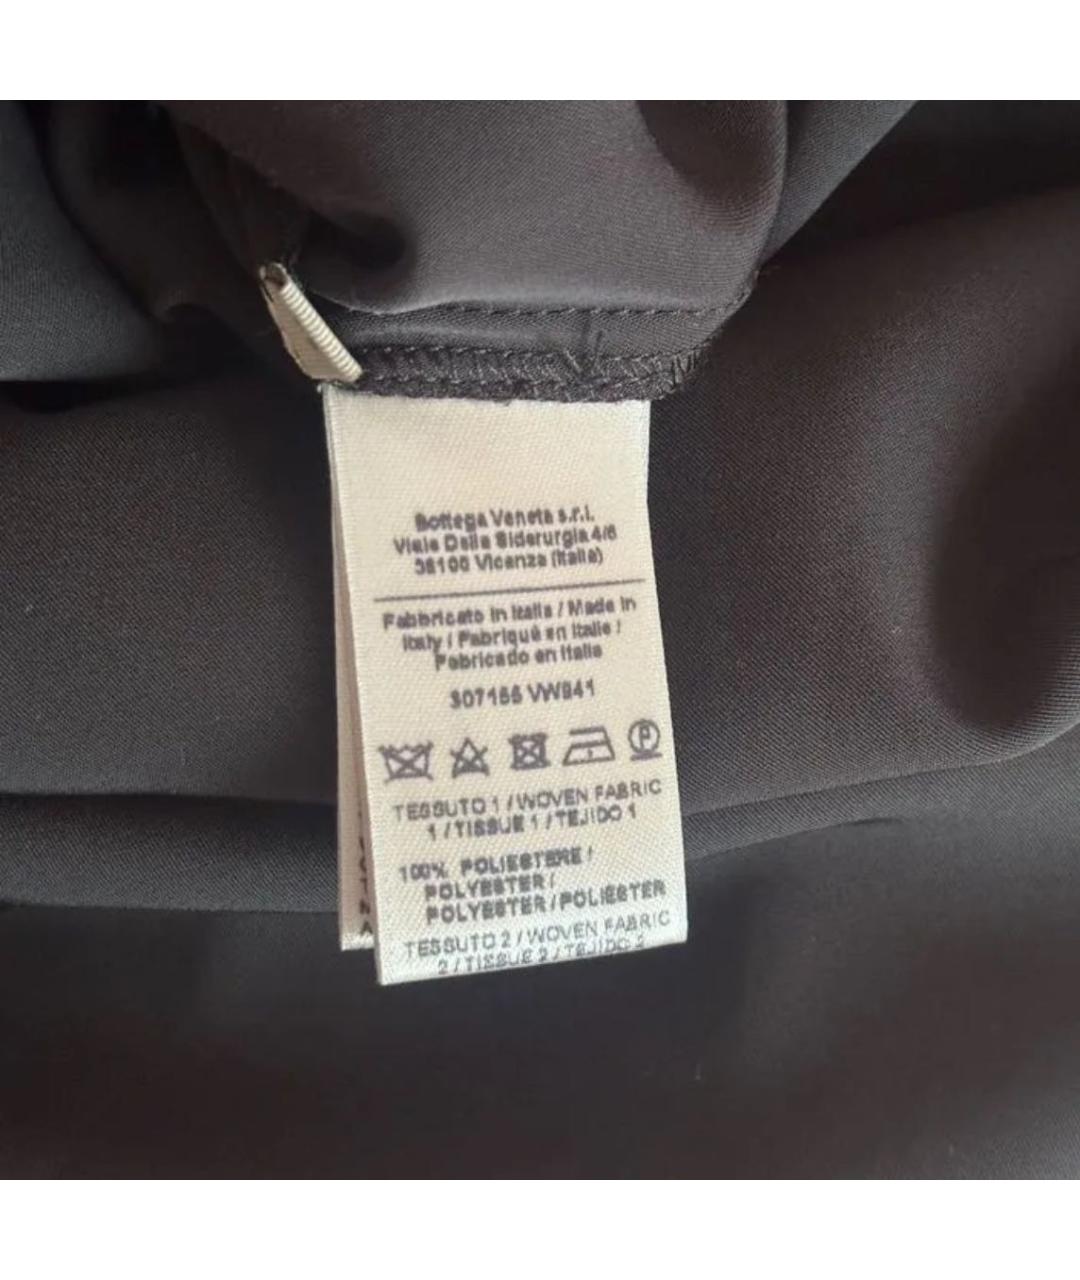 Bottega Veneta s.r.l.
Viale Della Siderurgia 4/6
36100 Vicenza (Italia)
Fabbricato in Italia / Made in
Italy / Fabriqué en Italie /
Fabricado en Italia
307155 VW941
P
TESSUTO 1 / WOVEN FABRIC
1 / TISSUE 1 / TEJIDO 1
100% POLIESTERE /
POLYESTER /
POLYESTER / POLIESTER
TESSUTO 2 / WOVEN FABRIC
2 / TISSUE 2 / TEJIDO 2